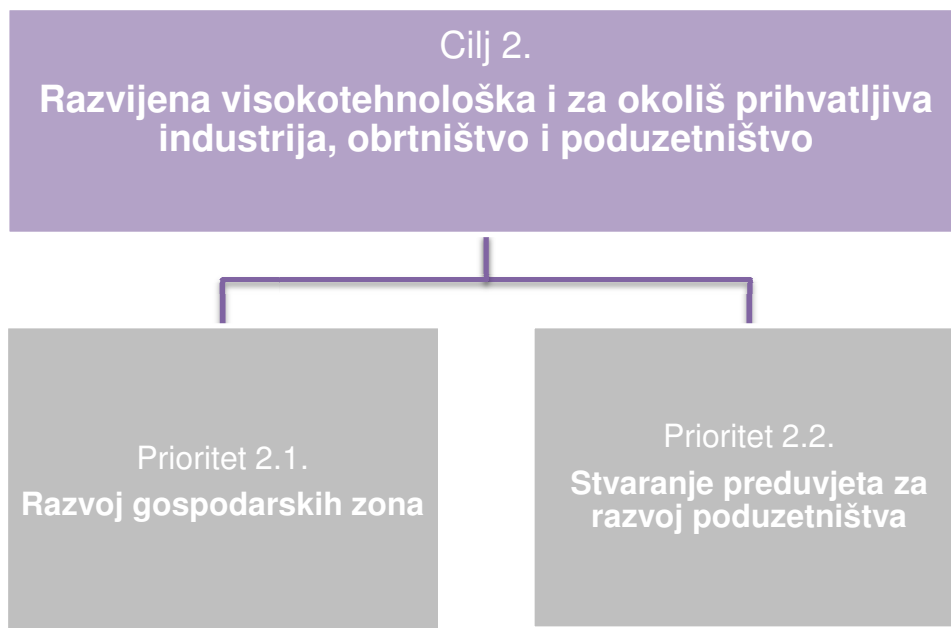 Cilj 2.
Razvijena visokotehnološka i za okoliš prihvatljiva
industrija, obrtništvo i poduzetništvo
Prioritet 2.1.
Razvoj gospodarskih zona
Prioritet 2.2.
Stvaranje preduvjeta za
razvoj poduzetništva